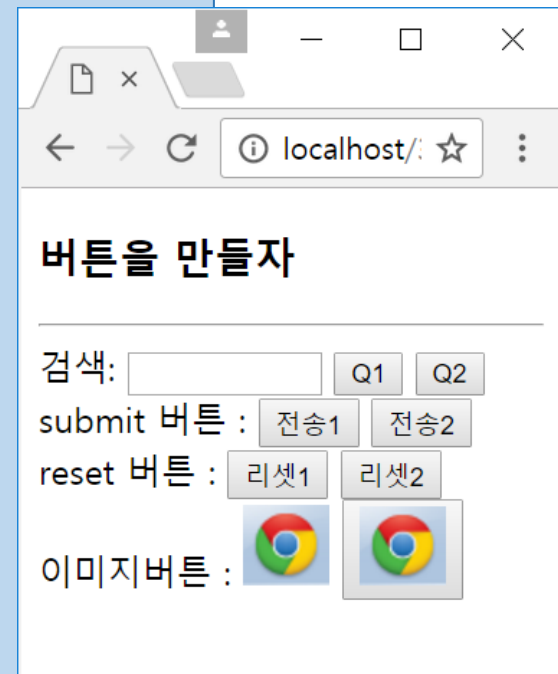 localhost/
버튼을 만들자
검색: Q1 Q2
submit 버튼 : 전송1 전송2
reset 버튼 : 리셋1 리셋2
이미지버튼 :